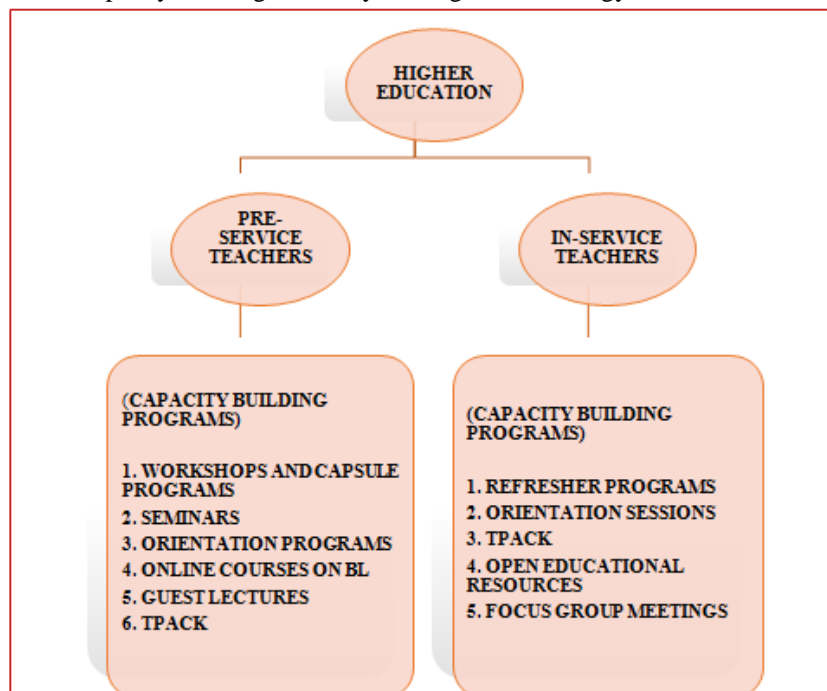 HIGHER
EDUCATION
PRE-
SERVICE
TEACHERS
IN-SERVICE
TEACHERS
(CAPACITY BUILDING
PROGRAMS)
1. WORKSHOPS AND CAPSULE
PROGRAMS
2. SEMINARS
3. ORIENTATION PROGRAMS
4. ONLINE COURSES ON BL
5. GUEST LECTURES
6. TPACK
(CAPACITY BUILDING
PROGRAMS)
1. REFRESHER PROGRAMS
2. ORIENTATION SESSIONS
3. TPACK
4. OPEN EDUCATIONAL
RESOURCES
5. FOCUS GROUP MEETINGS